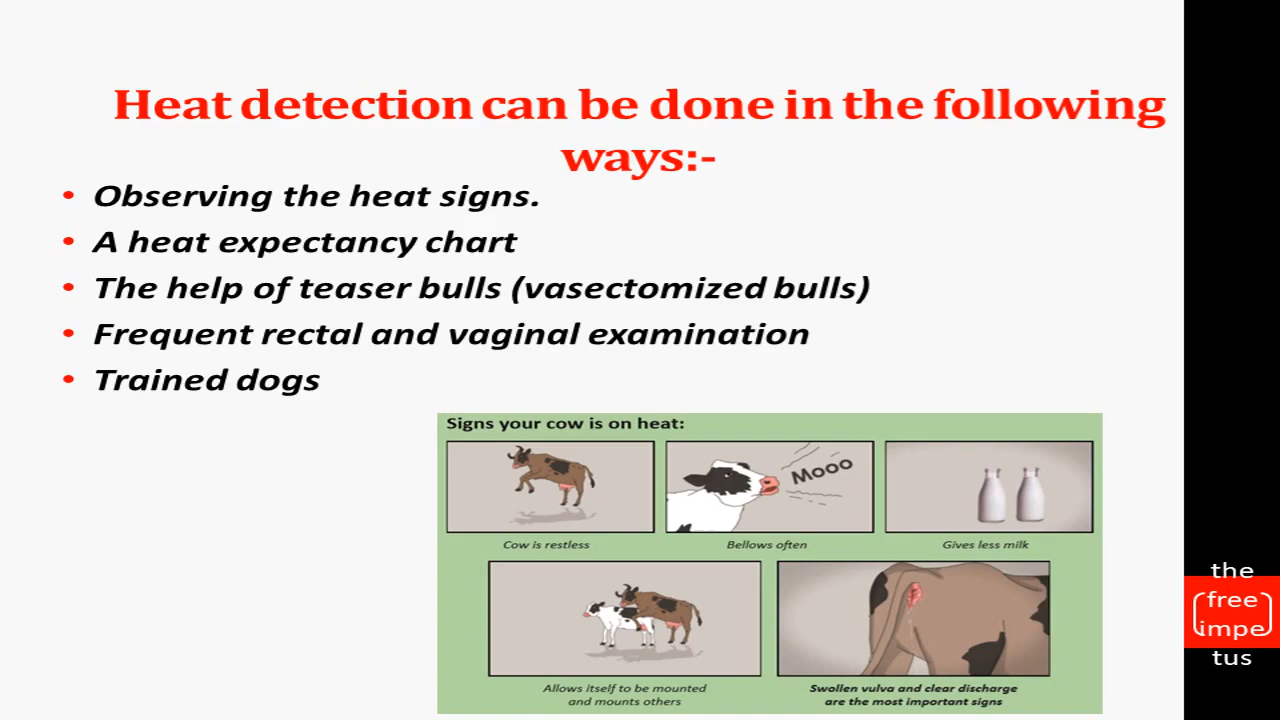 Heat detection can be done in the following
ways:-
• Observing the heat signs.
• A heat expectancy chart
• The help of teaser bulls (vasectomized bulls)
• Frequent rectal and vaginal examination
• Trained dogs
Signs your cow is on heat:
Mooo
Cow is restless
Bellows often
Gives less milk
Allows itself to be mounted
and mounts others
Swollen vulva and clear discharge
are the most important signs
the
free
impe
tus